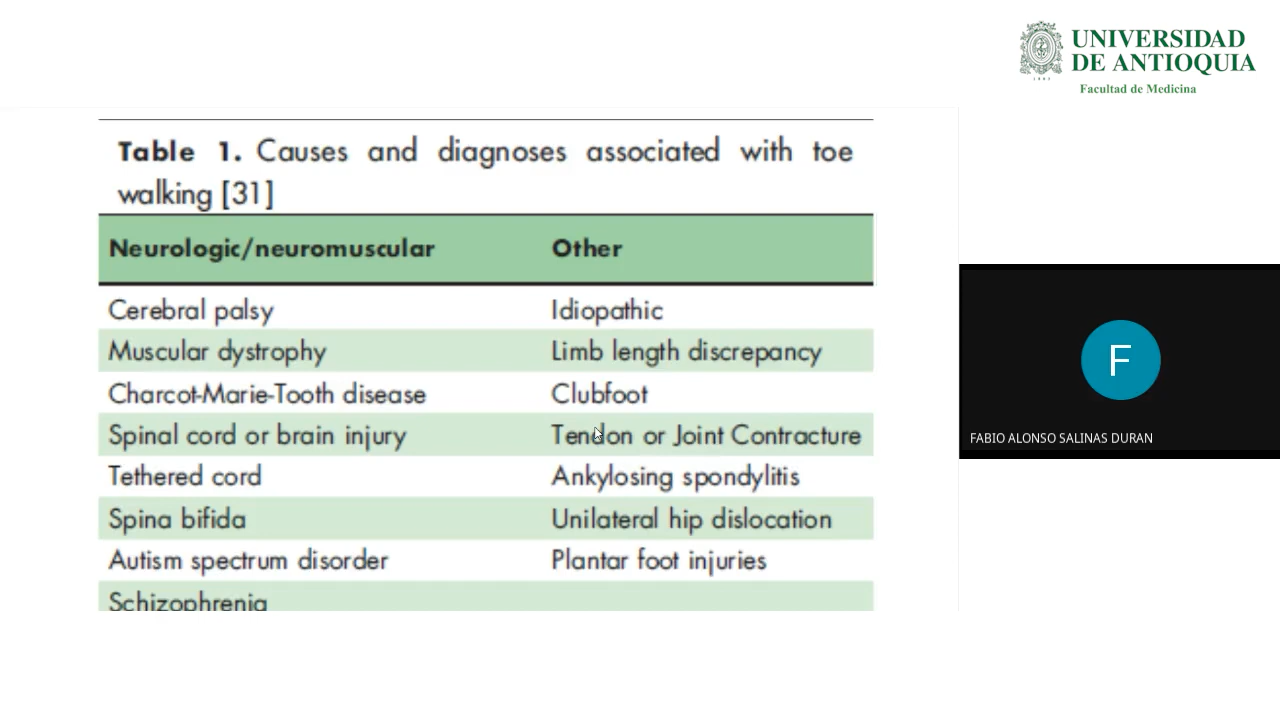 UNIVERSIDAD
DE ANTIOQUIA
Facultad de Medicina
Table 1. Causes and diagnoses associated with toe
walking [31]
Neurologic/neuromuscular Other
Cerebral palsy Idiopathic
Muscular dystrophy Limb length discrepancy
Charcot-Marie-Tooth disease Clubfoot
Spinal cord or brain injury Tendon or Joint Contracture
Tethered cord Ankylosing spondylitis
Spina bifida Unilateral hip dislocation
Autism spectrum disorder Plantar foot injuries
Schizophrenia
F
FABIO ALONSO SALINAS DURAN